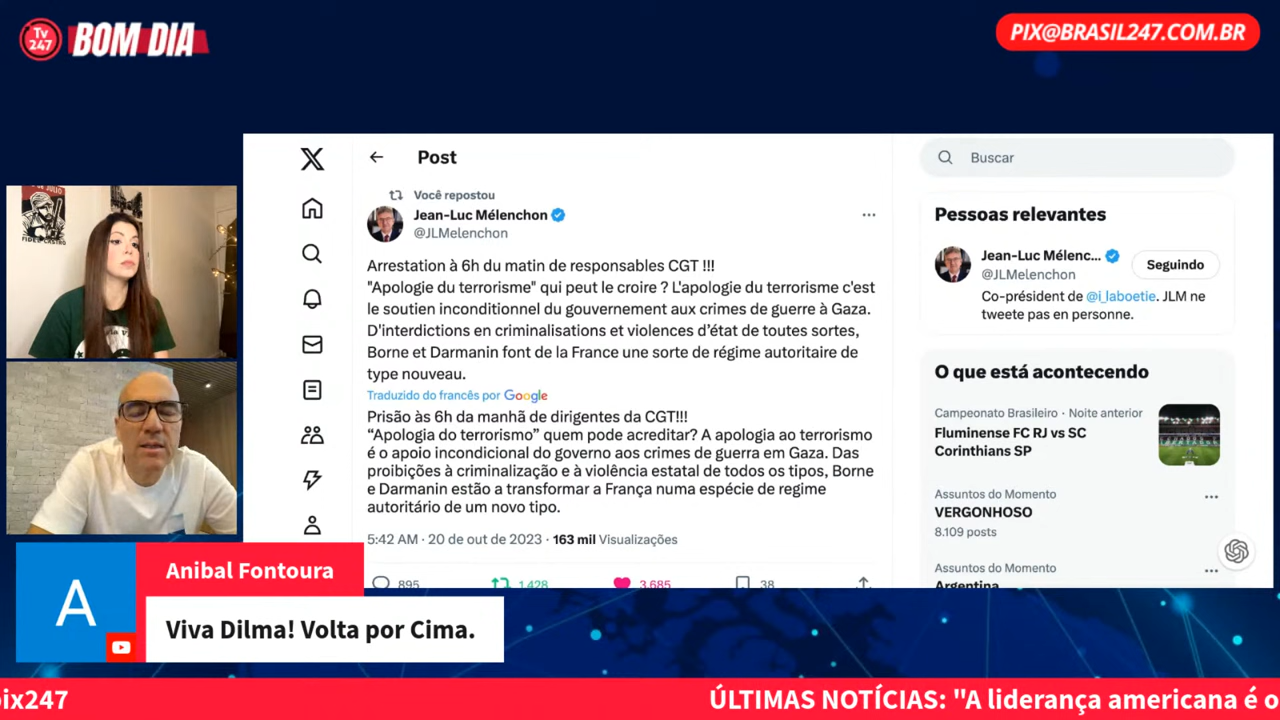 Tv 247
BOM DIA
PIX@BRASIL247.COM.BR
Post
Buscar
Você repostou
Jean-Luc Mélenchon
@JLMelenchon
Arrestation à 6h du matin de responsables CGT !!!
"Apologie du terrorisme" qui peut le croire ? L'apologie du terrorisme c'est
le soutien inconditionnel du gouvernement aux crimes de guerre à Gaza.
D'interdictions en criminalisations et violences d’état de toutes sortes,
Borne et Darmanin font de la France une sorte de régime autoritaire de
type nouveau.
Traduzido do francês por Google
Prisão às 6h da manhã de dirigentes da CGT!!!
“Apologia do terrorismo” quem pode acreditar? A apologia ao terrorismo
é o apoio incondicional do governo aos crimes de guerra em Gaza. Das
proibições à criminalização e à violência estatal de todos os tipos, Borne
e Darmanin estão a transformar a França numa espécie de regime
autoritário de um novo tipo.
5:42 AM · 20 de out de 2023 · 163 mil Visualizações
895 1.428 3.685 38
Pessoas relevantes
Jean-Luc Mélenc...
@JLMelenchon
Seguindo
Co-président de @i_laboetie. JLM ne
tweete pas en personne.
O que está acontecendo
Campeonato Brasileiro · Noite anterior
Fluminense FC RJ vs SC
Corinthians SP
Assuntos do Momento
VERGONHOSO
8.109 posts
Assuntos do Momento
Argentina
FIDEL CASTRO
A
Anibal Fontoura
Viva Dilma! Volta por Cima.
pix247
ÚLTIMAS NOTÍCIAS: "A liderança americana é o